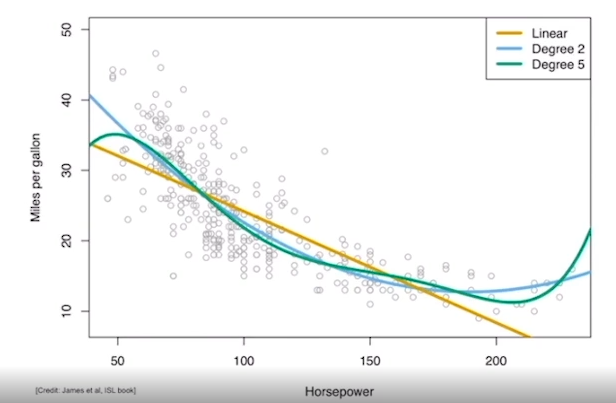 Linear
Degree 2
Degree 5
50
40
30
20
10
Miles per gallon
50 100 150 200
Horsepower
[Credit: James et al, ISL book]